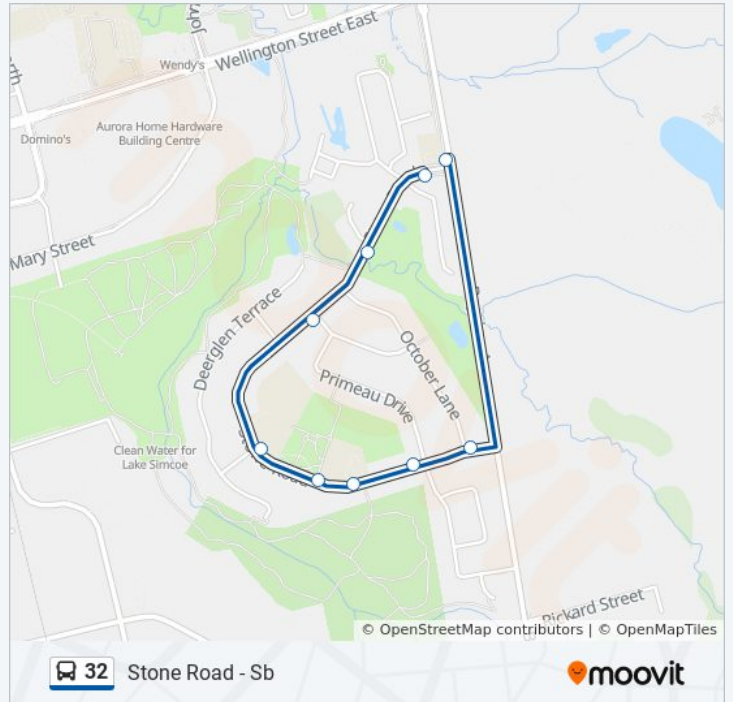 Wellington Street East
Wendy's
Domino's
Aurora Home Hardware
Building Centre
Mary Street
Deerglen Terrace
October Lane
Primeau Drive
Clean Water for
Lake Simcoe
Rickard Street
© OpenStreetMap contributors | © OpenMapTiles
32
Stone Road - Sb
moovit